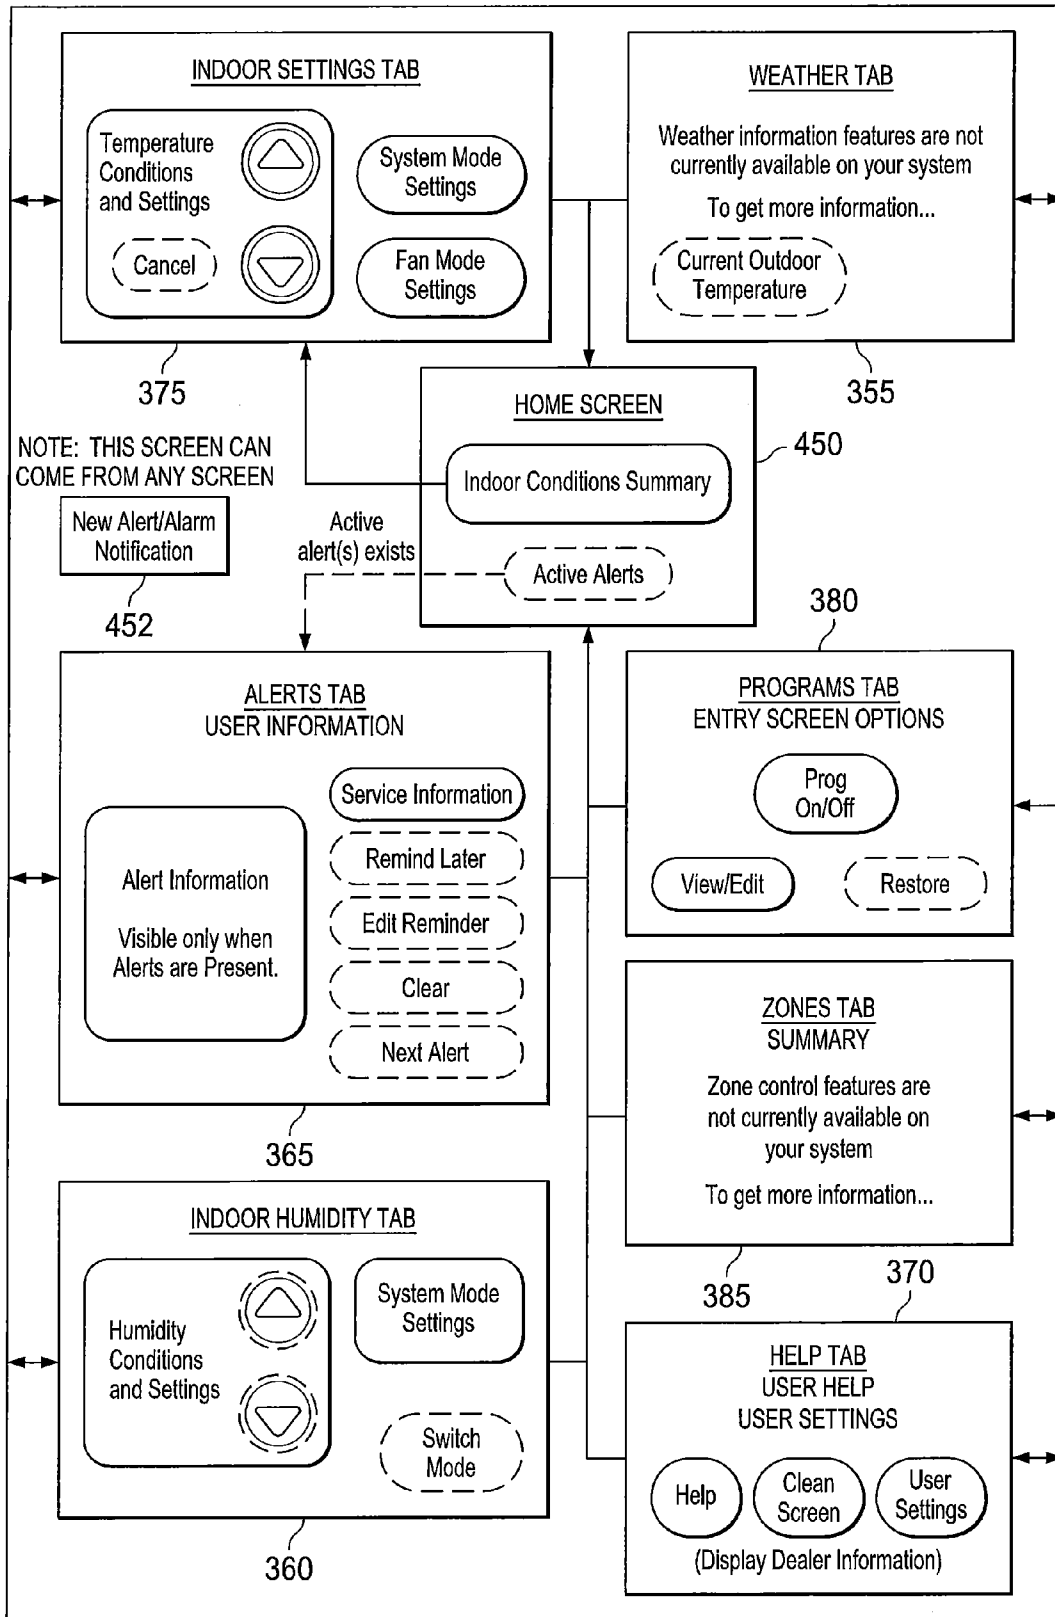 INDOOR SETTINGS TAB
Temperature
Conditions
and Settings
Cancel
System Mode
Settings
Fan Mode
Settings
375
WEATHER TAB
Weather information features are not
currently available on your system
To get more information...
Current Outdoor
Temperature
355
HOME SCREEN
Indoor Conditions Summary
Active Alerts
450
NOTE: THIS SCREEN CAN
COME FROM ANY SCREEN
New Alert/Alarm
Notification
452
Active
alert(s) exists
380
ALERTS TAB
USER INFORMATION
Alert Information
Visible only when
Alerts are Present.
Service Information
Remind Later
Edit Reminder
Clear
Next Alert
365
PROGRAMS TAB
ENTRY SCREEN OPTIONS
Prog
On/Off
View/Edit
Restore
ZONES TAB
SUMMARY
Zone control features are
not currently available on
your system
To get more information...
385
370
INDOOR HUMIDITY TAB
Humidity
Conditions
and Settings
System Mode
Settings
Switch
Mode
360
HELP TAB
USER HELP
USER SETTINGS
Help
Clean
Screen
User
Settings
(Display Dealer Information)